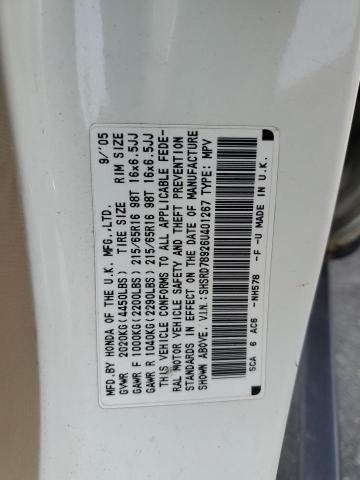 MFD.BY HONDA OF THE U.K. MFG.,LTD. 9/'05
GVWR 2020KG(4450LBS) TIRE SIZE RIM SIZE
GAWR F 1000KG(2200LBS) 215/65R16 98T 16x6.5JJ
GAWR R 1040KG(2290LBS) 215/65R16 98T 16x6.5JJ
THIS VEHICLE CONFORMS TO ALL APPLICABLE FEDE-
RAL MOTOR VEHICLE SAFETY AND THEFT PREVENTION
STANDARDS IN EFFECT ON THE DATE OF MANUFACTURE
SHOWN ABOVE. V.I.N.:SHSRD78926U401267 TYPE: MPV
SCA 6 AC6 -NH578 -F -U MADE IN U.K.